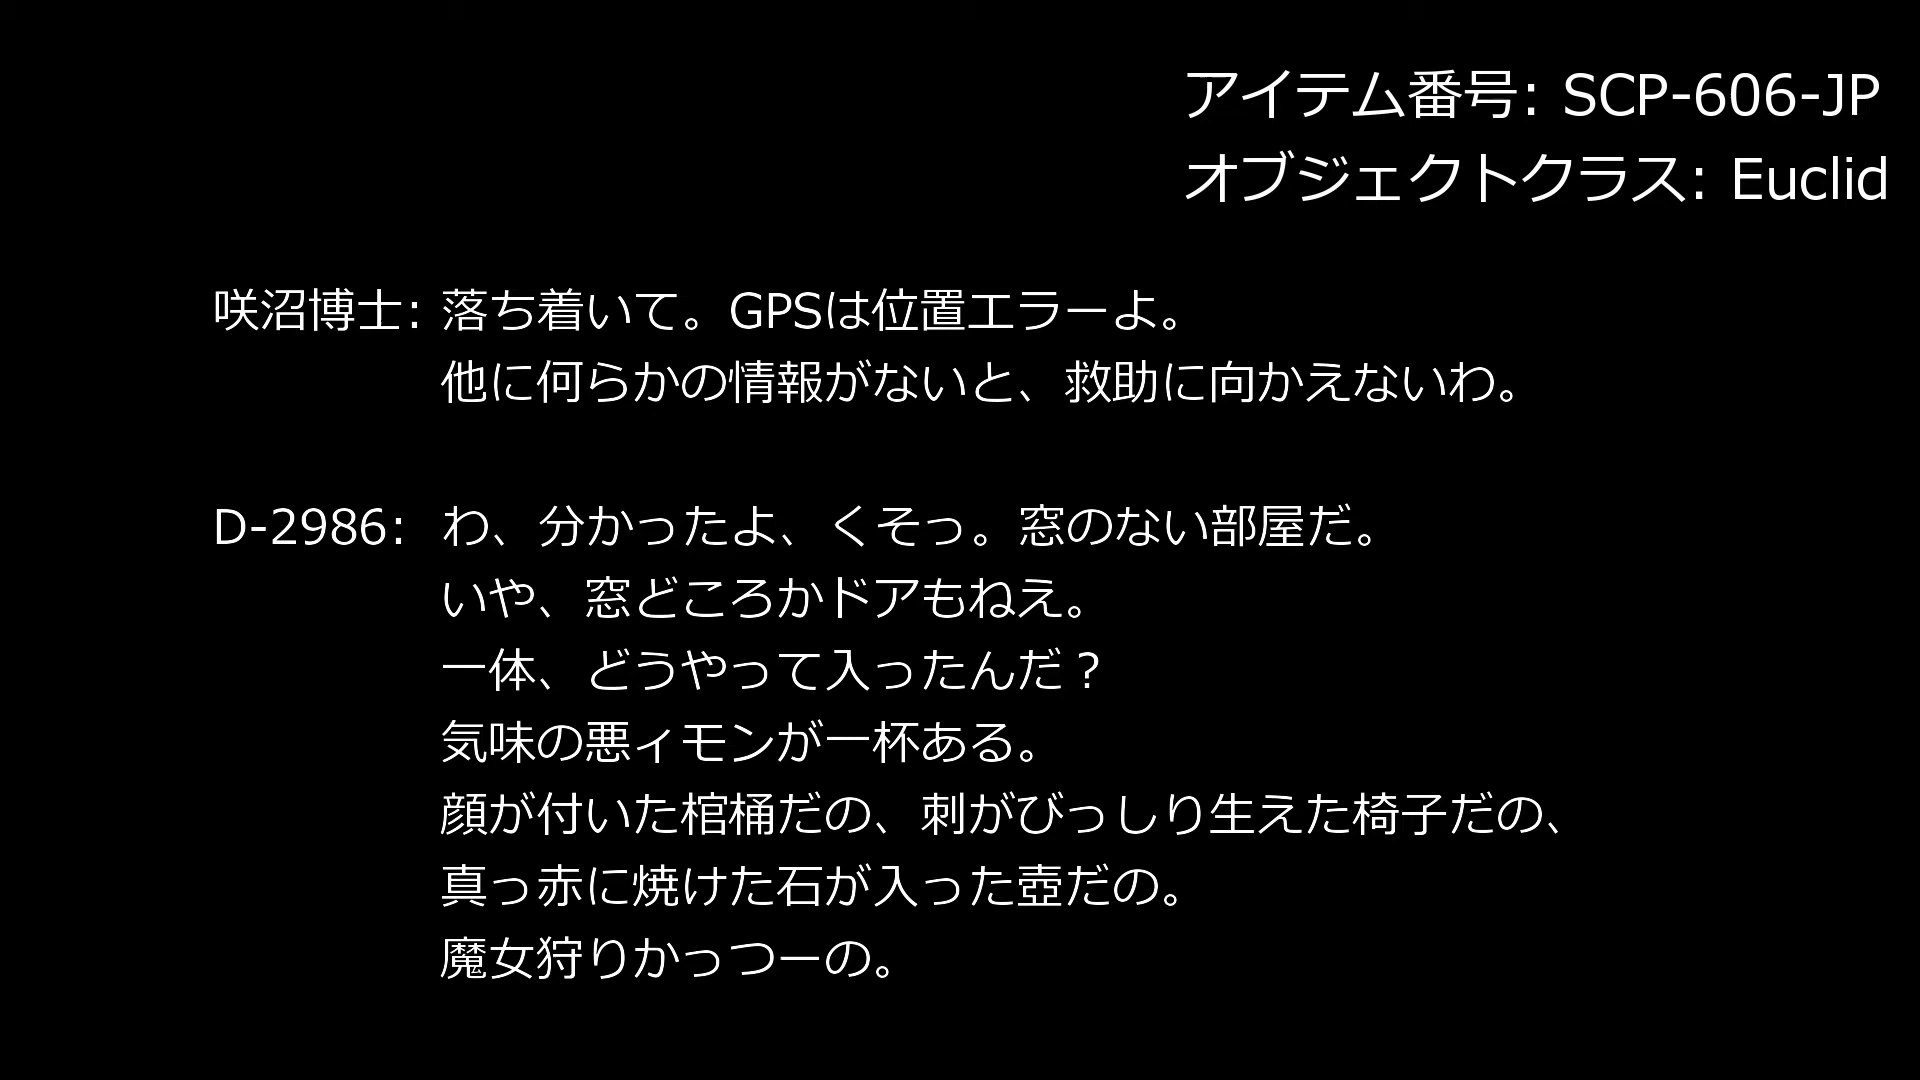 アイテム番号: SCP-606-JP
オブジェクトクラス: Euclid
咲沼博士: 落ち着いて。GPSは位置エラーよ。
他に何らかの情報がないと、救助に向かえないわ。
D-2986: わ、分かったよ、くそっ。窓のない部屋だ。
いや、窓どころかドアもねえ。
一体、どうやって入ったんだ？
気味の悪ィモンが一杯ある。
顔が付いた棺桶だの、刺がびっしり生えた椅子だの、
真っ赤に焼けた石が入った壺だの。
魔女狩りかっつーの。